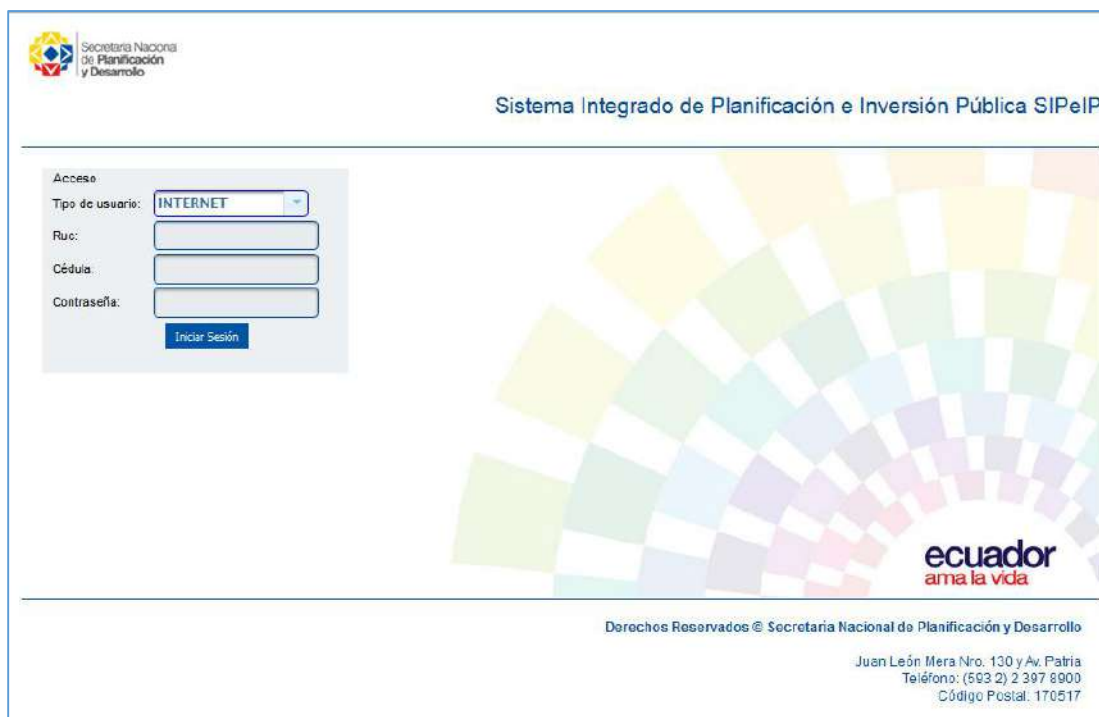 Secretaría Naciona
de Planificación
y Desarrollo
Sistema Integrado de Planificación e Inversión Pública SIPeIP
Acceso
Tipo de usuario: INTERNET
Ruc:
Cédula:
Contraseña:
Iniciar Sesión
ecuador
ama la vida
Derechos Reservados © Secretaria Nacional de Planificación y Desarrollo
Juan León Mera Nro. 130 y Av. Patria
Teléfono: (593 2) 2 397 8900
Código Postal: 170517